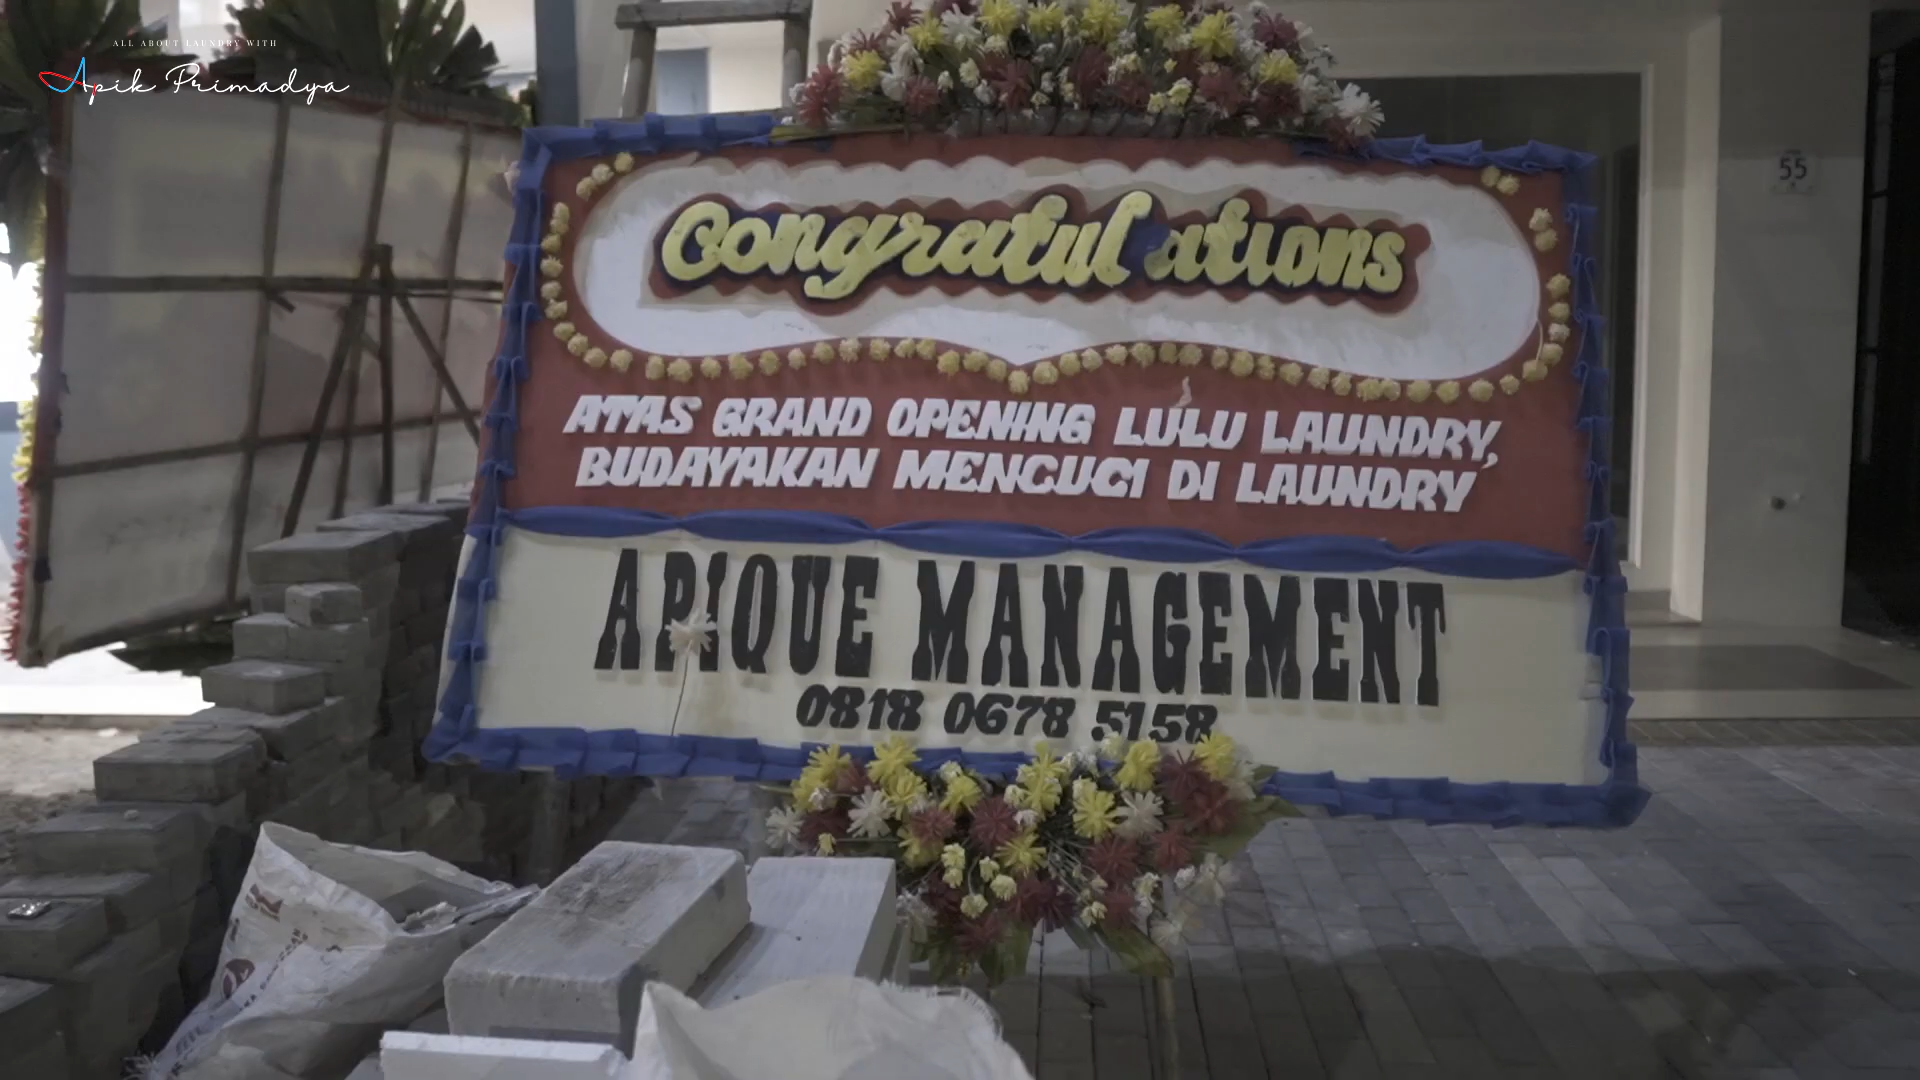 ALL ABOUT LAUNDRY WITH
Apik Primadya
55
Congratulations
ATAS GRAND OPENING LULU LAUNDRY,
BUDAYAKAN MENCUCI DI LAUNDRY
APIQUE MANAGEMENT
0818 0678 5158